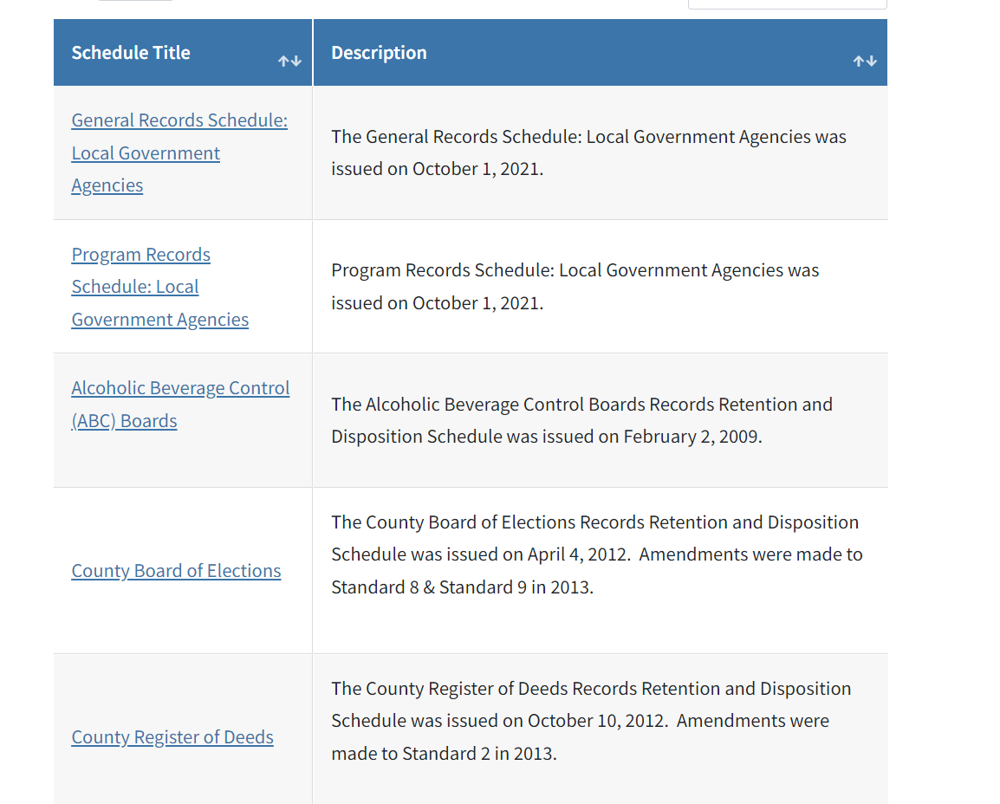 Schedule Title
Description
General Records Schedule:
Local Government
Agencies
The General Records Schedule: Local Government Agencies was
issued on October 1, 2021.
Program Records
Schedule: Local
Government Agencies
Program Records Schedule: Local Government Agencies was
issued on October 1, 2021.
Alcoholic Beverage Control
(ABC) Boards
The Alcoholic Beverage Control Boards Records Retention and
Disposition Schedule was issued on February 2, 2009.
County Board of Elections
The County Board of Elections Records Retention and Disposition
Schedule was issued on April 4, 2012.  Amendments were made to
Standard 8 & Standard 9 in 2013.
County Register of Deeds
The County Register of Deeds Records Retention and Disposition
Schedule was issued on October 10, 2012.  Amendments were
made to Standard 2 in 2013.